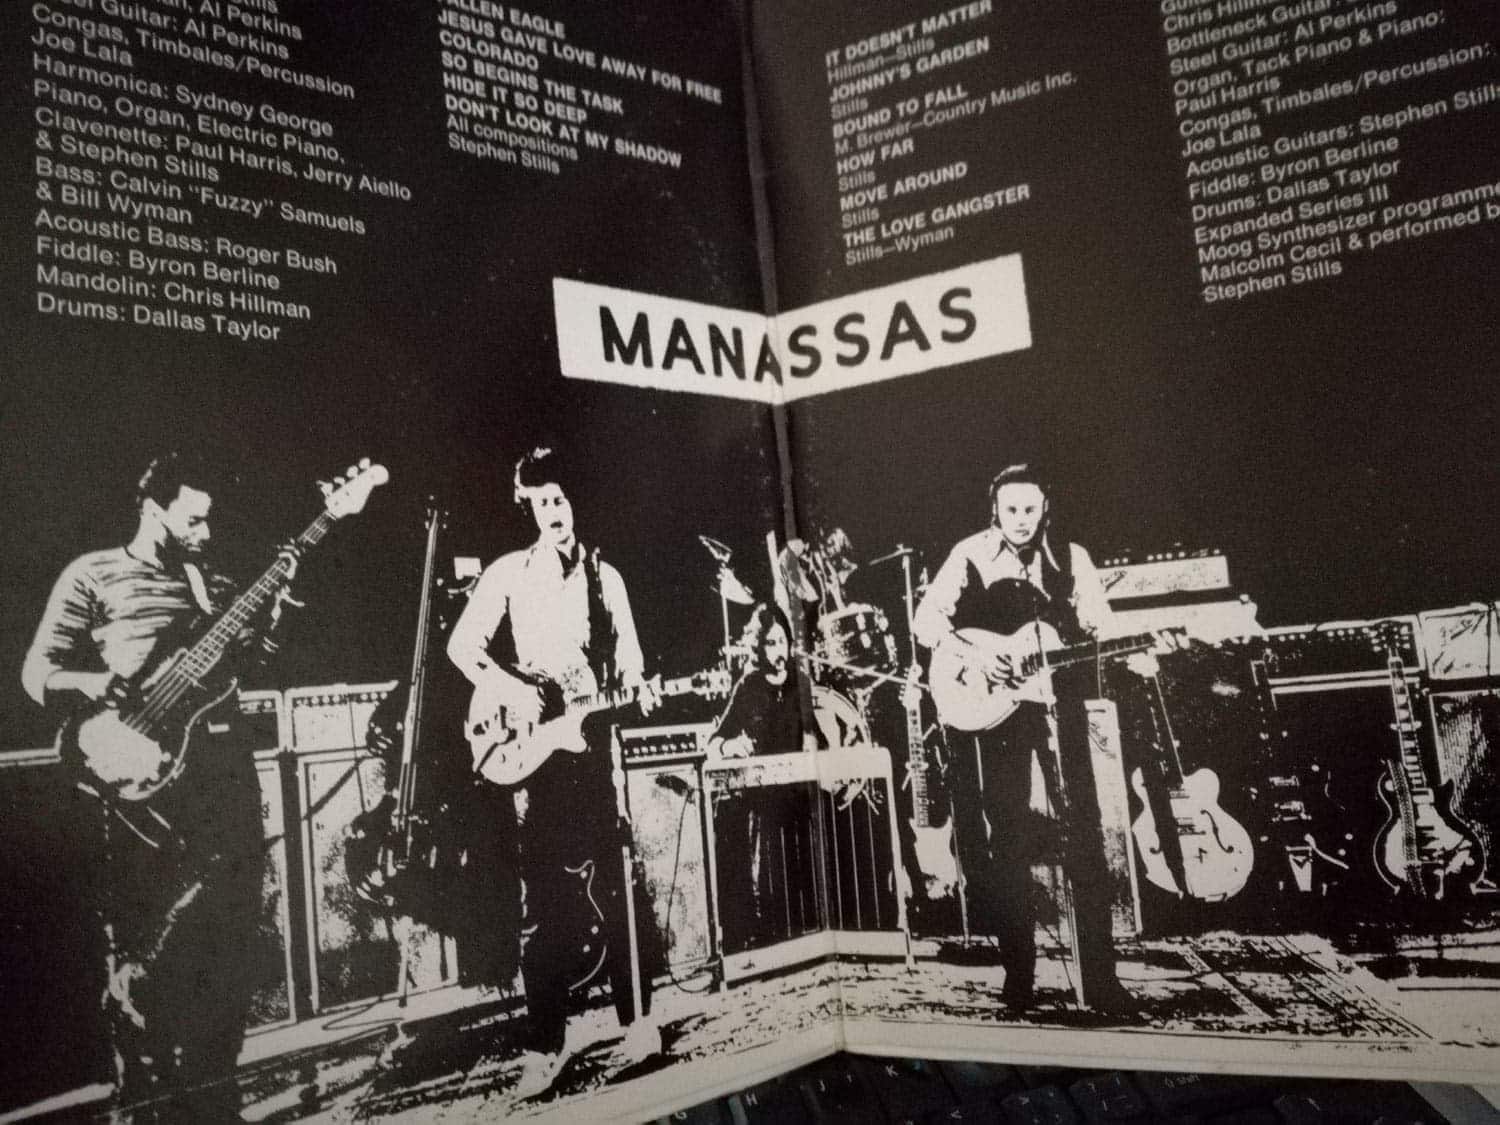 Al Perkins
Guitar: Al Perkins
Congas, Timbales/Percussion
Joe Lala
Harmonica: Sydney George
Piano, Organ, Electric Piano,
Clavenette: Paul Harris, Jerry Aiello
& Stephen Stills
Bass: Calvin "Fuzzy" Samuels
& Bill Wyman
Acoustic Bass: Roger Bush
Fiddle: Byron Berline
Mandolin: Chris Hillman
Drums: Dallas Taylor
EAGLE
JESUS GAVE LOVE AWAY FOR FREE
COLORADO
SO BEGINS THE TASK
HIDE IT SO DEEP
DON'T LOOK AT MY SHADOW
All compositions
Stephen Stills
IT DOESN'T MATTER
Hillman—Stills
JOHNNY'S GARDEN
Stills
BOUND TO FALL
M. Brewer—Country Music Inc.
HOW FAR
Stills
MOVE AROUND
Stills
THE LOVE GANGSTER
Stills—Wyman
Chris
Bottleneck Guitar
Steel Guitar: Al Perkins
Organ, Tack Piano & Piano:
Paul Harris
Congas, Timbales/Percussion:
Joe Lala
Acoustic Guitars: Stephen Stills
Fiddle: Byron Berline
Drums: Dallas Taylor
Expanded Series III
Moog Synthesizer
Malcolm Cecil & performed
Stephen Stills
MANASSAS
G H J K
Shift